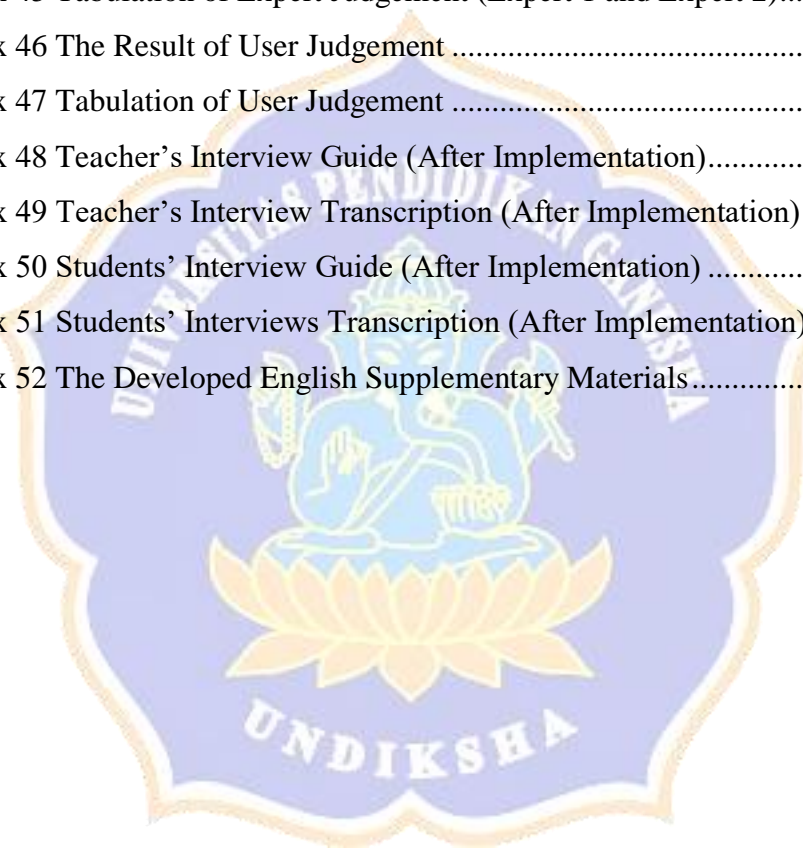 x 45 Tabulation of Expert Judgement (Expert 1 and Expert 2)...
x 46 The Result of User Judgement ......................................
x 47 Tabulation of User Judgement ......................................
x 48 Teacher’s Interview Guide (After Implementation)............
x 49 Teacher’s Interview Transcription (After Implementation)
x 50 Students’ Interview Guide (After Implementation) ............
x 51 Students’ Interviews Transcription (After Implementation)
x 52 The Developed English Supplementary Materials..............
UNIVERSITAS PENDIDIKAN GANESHA
UNDIKSHA